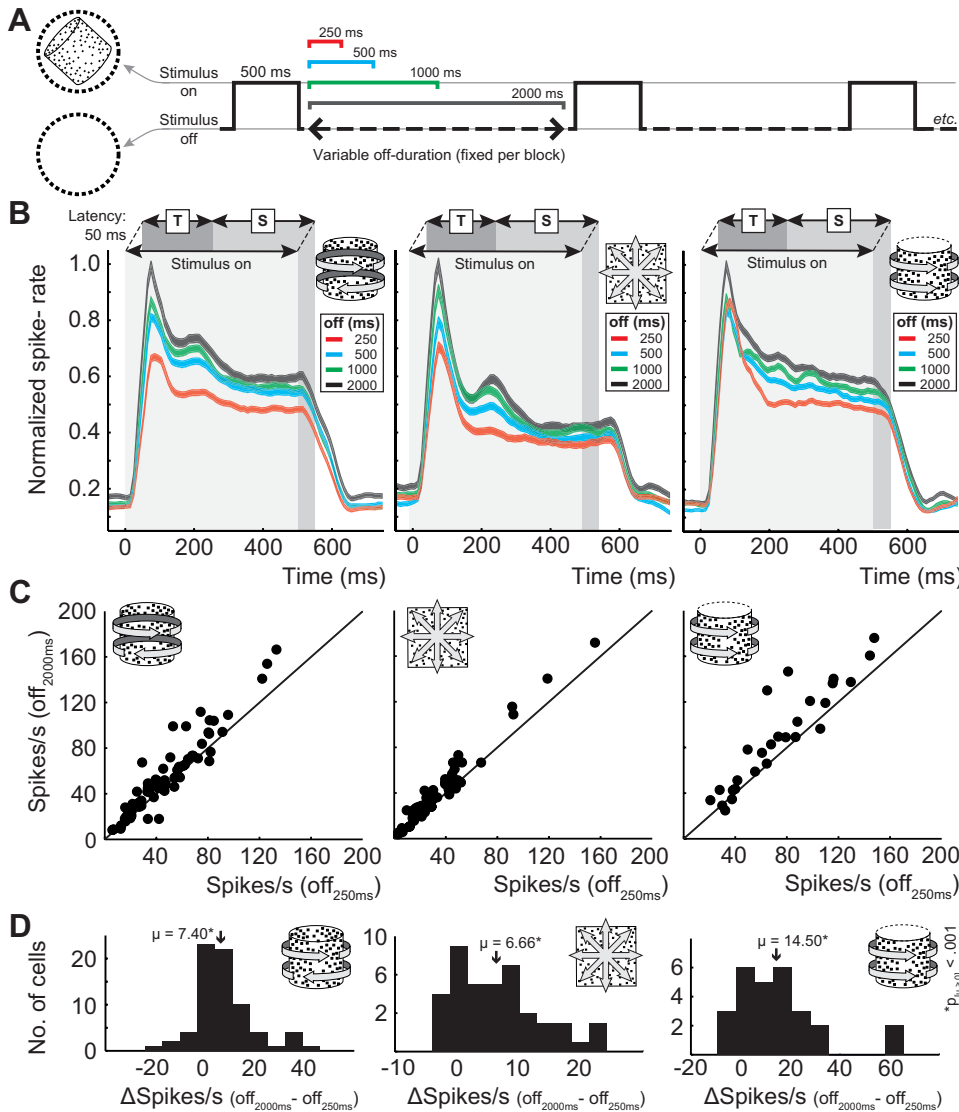 A
250 ms
500 ms
1000 ms
2000 ms
Stimulus on
500 ms
Stimulus off
Variable off-duration (fixed per block)
etc.
B
Latency: 50 ms
T
S
Stimulus on
T
S
Stimulus on
T
S
Stimulus on
Normalized spike- rate
1.0
0.8
0.6
0.4
0.2
off (ms)
250
500
1000
2000
off (ms)
250
500
1000
2000
off (ms)
250
500
1000
2000
0 200 400 600
0 200 400 600
0 200 400 600
Time (ms)
Time (ms)
Time (ms)
C
Spikes/s (off2000ms)
200
160
120
80
40
0
40 80 120 160 200
40 80 120 160 200
40 80 120 160 200
Spikes/s (off250ms)
Spikes/s (off250ms)
Spikes/s (off250ms)
D
No. of cells
μ = 7.40*
20
10
0
μ = 6.66*
10
8
6
4
2
μ = 14.50*
6
4
2
*p[μ > 0] < .001
-40 -20 0 20 40
-10 0 10 20
-20 0 20 40 60 80
ΔSpikes/s (off2000ms- off250ms)
ΔSpikes/s (off2000ms- off250ms)
ΔSpikes/s (off2000ms- off250ms)